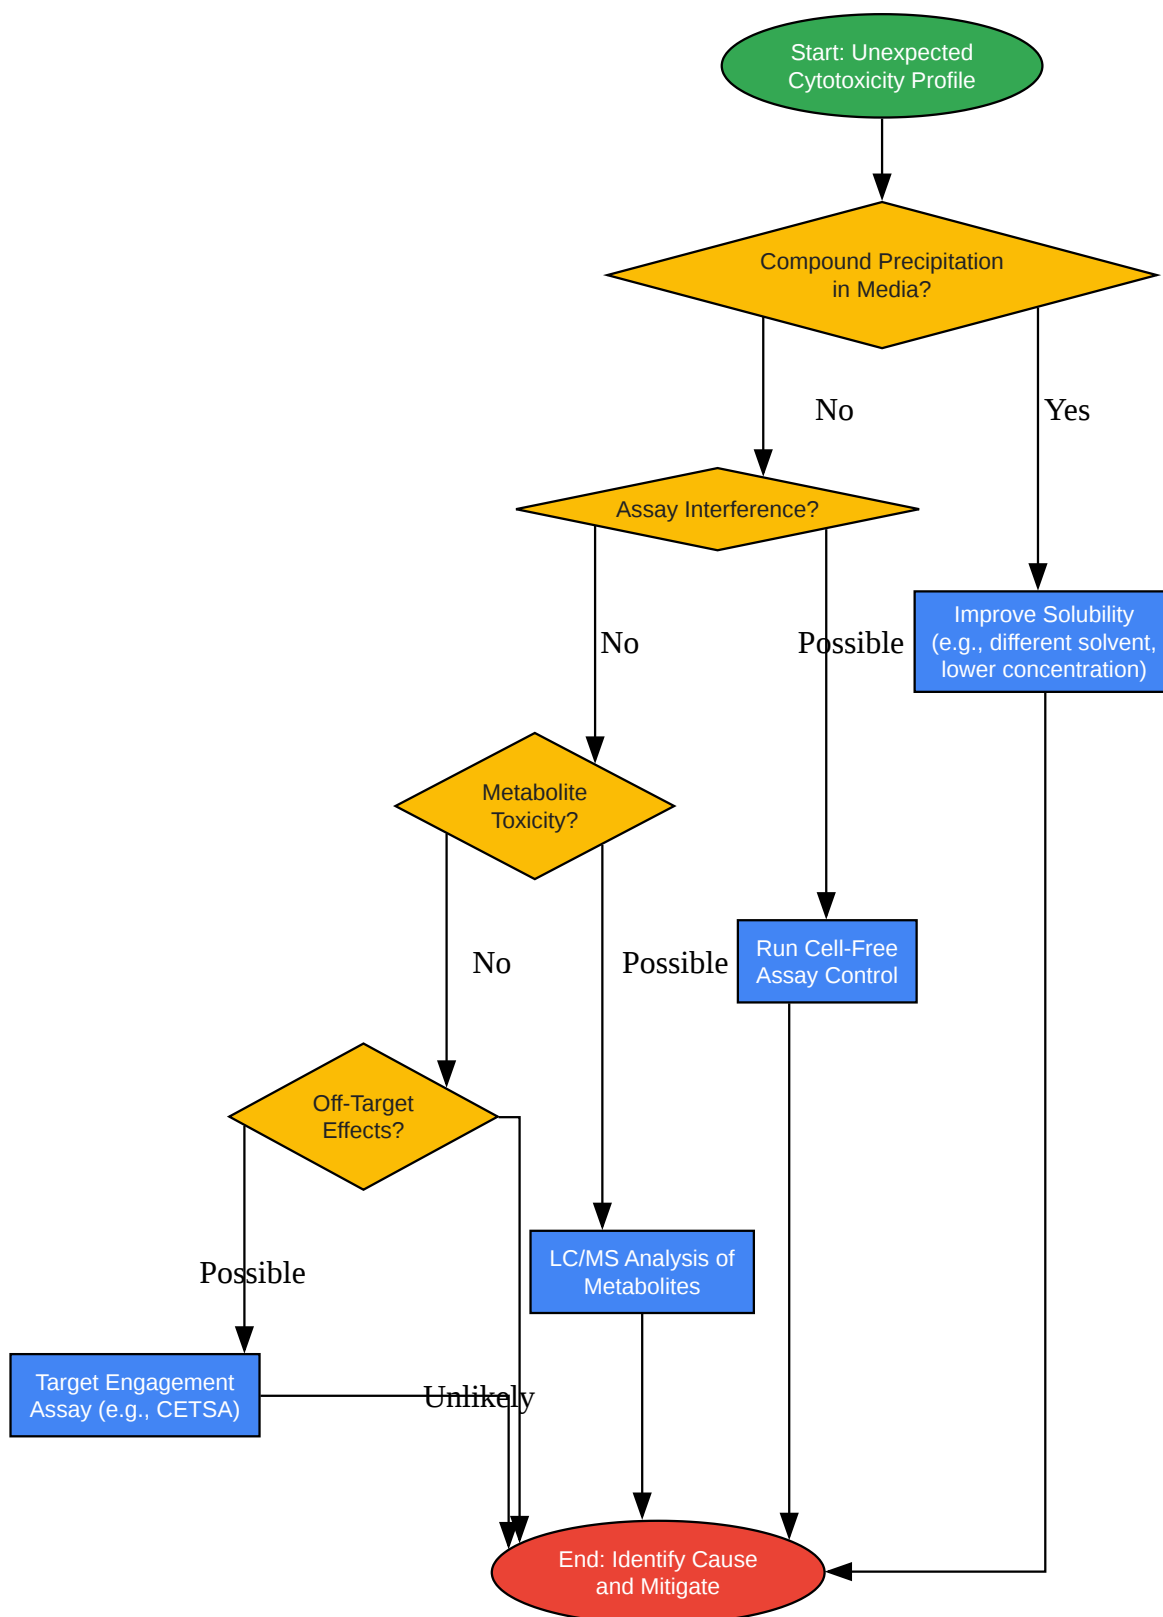 Start: Unexpected
Cytotoxicity Profile
Compound Precipitation
in Media?
No
Yes
Assay Interference?
Improve Solubility
(e.g., different solvent,
lower concentration)
No
Possible
Metabolite
Toxicity?
No
Possible
Run Cell-Free
Assay Control
Off-Target
Effects?
Possible
LC/MS Analysis of
Metabolites
Target Engagement
Assay (e.g., CETSA)
Unlikely
End: Identify Cause
and Mitigate